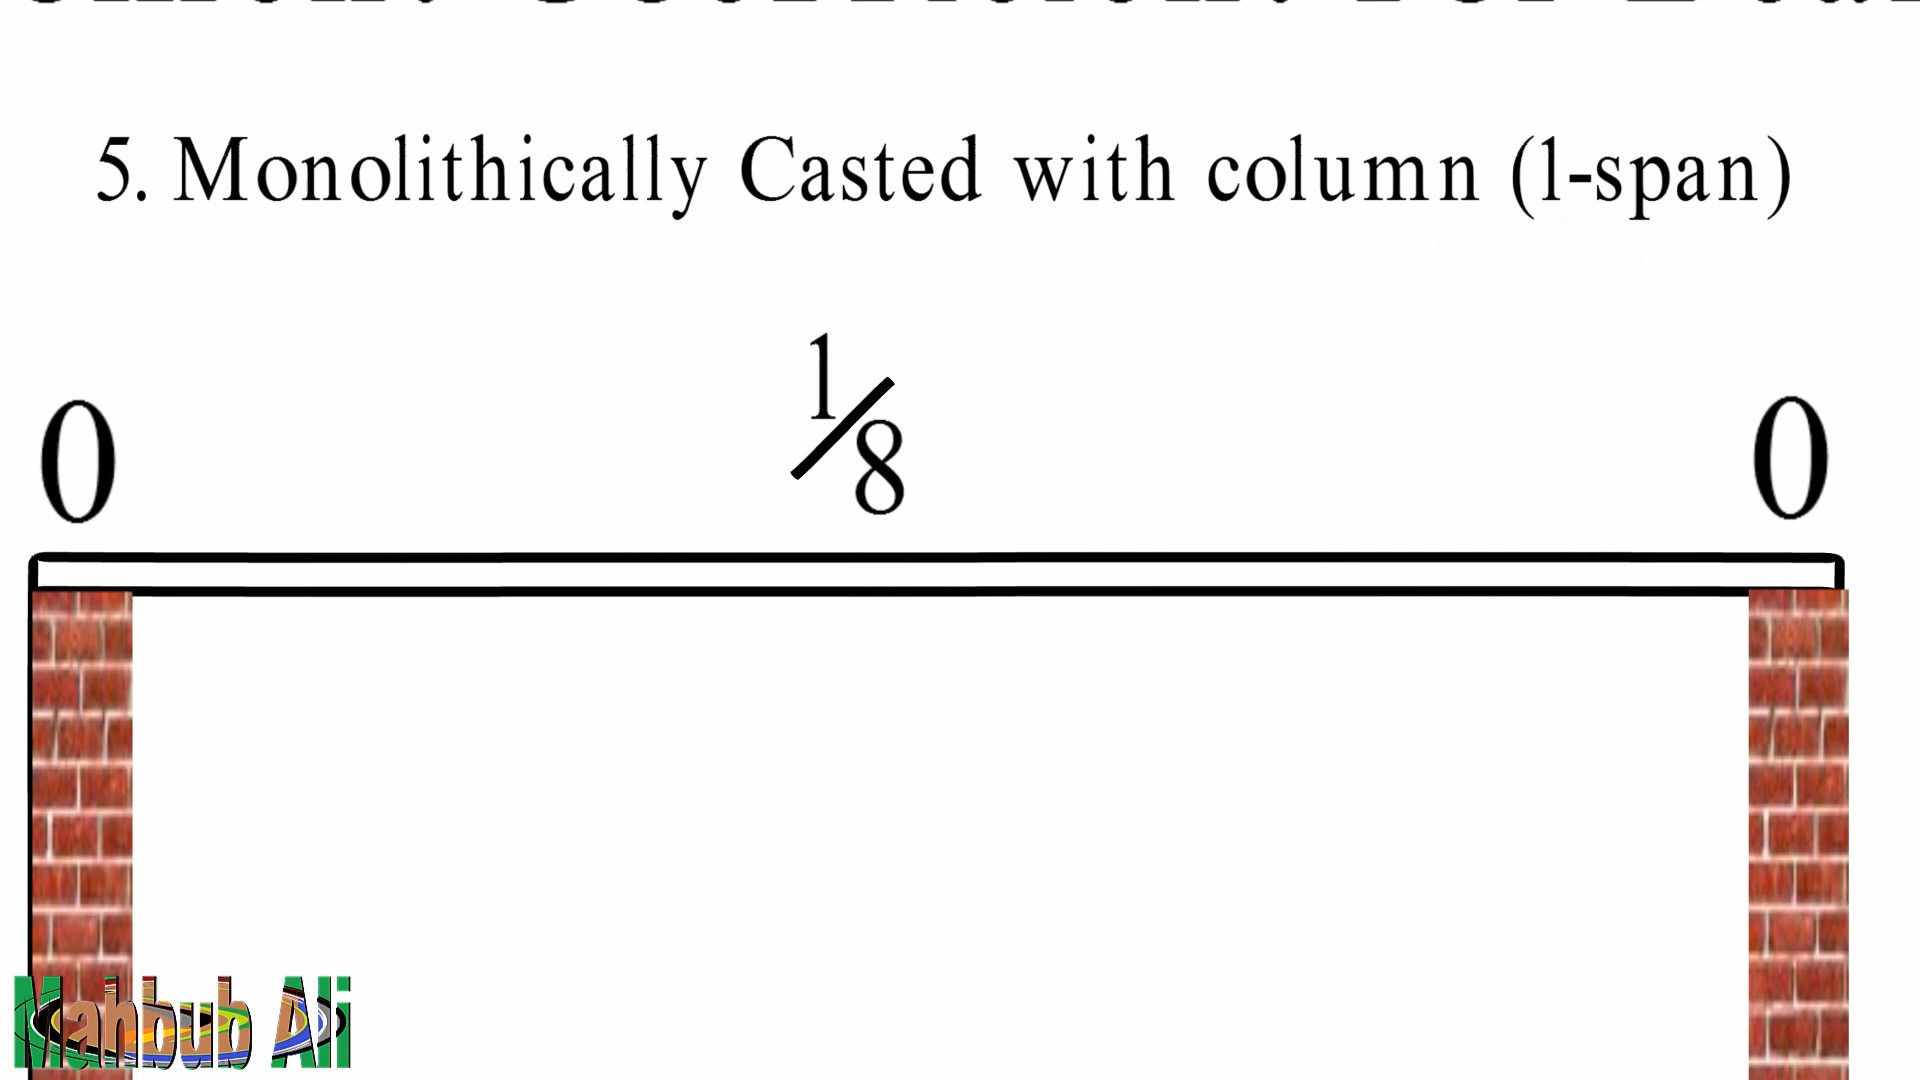 5. Monolithically Casted with column (1-span)
0 1/8 0
Mahbub Ali